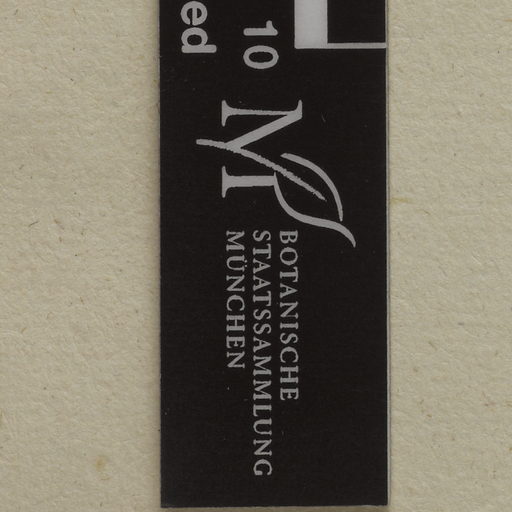 10
ed
M
BOTANISCHE
STAATSSAMMLUNG
MÜNCHEN